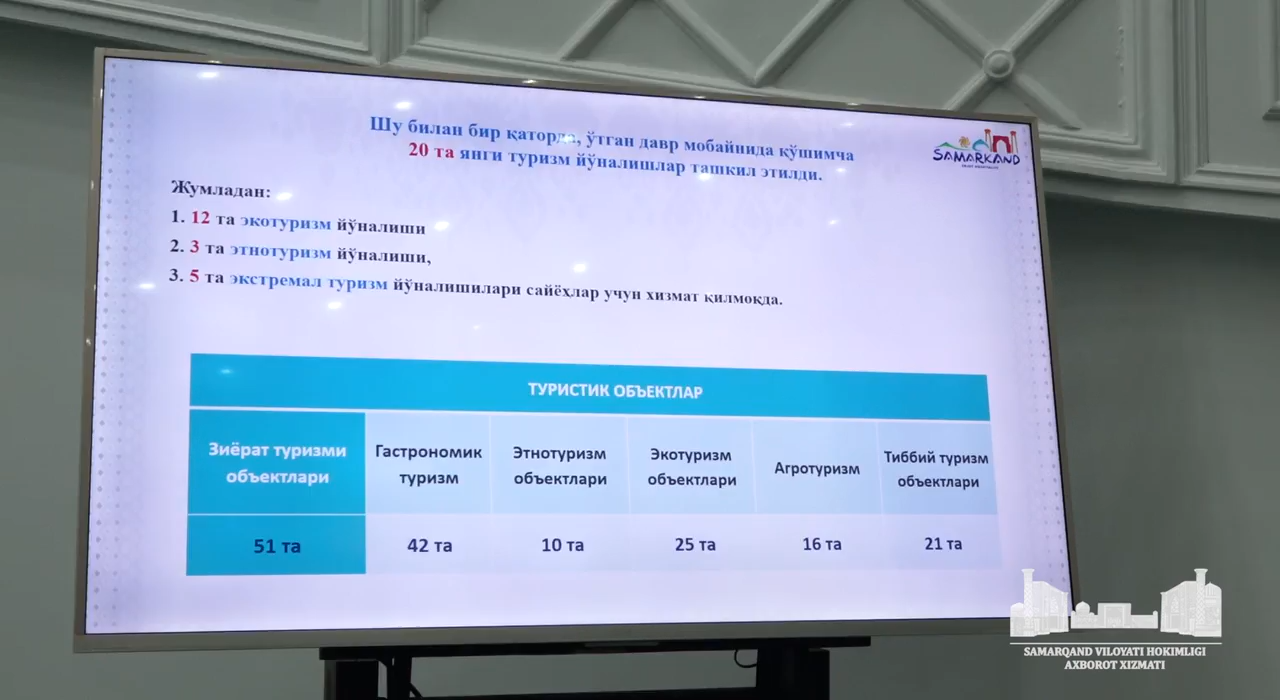 Шу билан бир қаторда, ўтган давр мобайнида қўшимча
20 та янги туризм йўналишлар ташкил этилди.
SAMARKAND
Жумладан:
1. 12 та экотуризм йўналиши
2. 3 та этнотуризм йўналиши,
3. 5 та экстремал туризм йўналишилари сайёҳлар учун хизмат қилмоқда.
ТУРИСТИК ОБЪЕКТЛАР
Зиёрат туризми
объектлари
Гастрономик
туризм
Этнотуризм
объектлари
Экотуризм
объектлари
Агротуризм
Тиббий туризм
объектлари
51 та
42 та
10 та
25 та
16 та
21 та
SAMARQAND VILOYATI HOKIMLIGI
AXBOROT XIZMATI